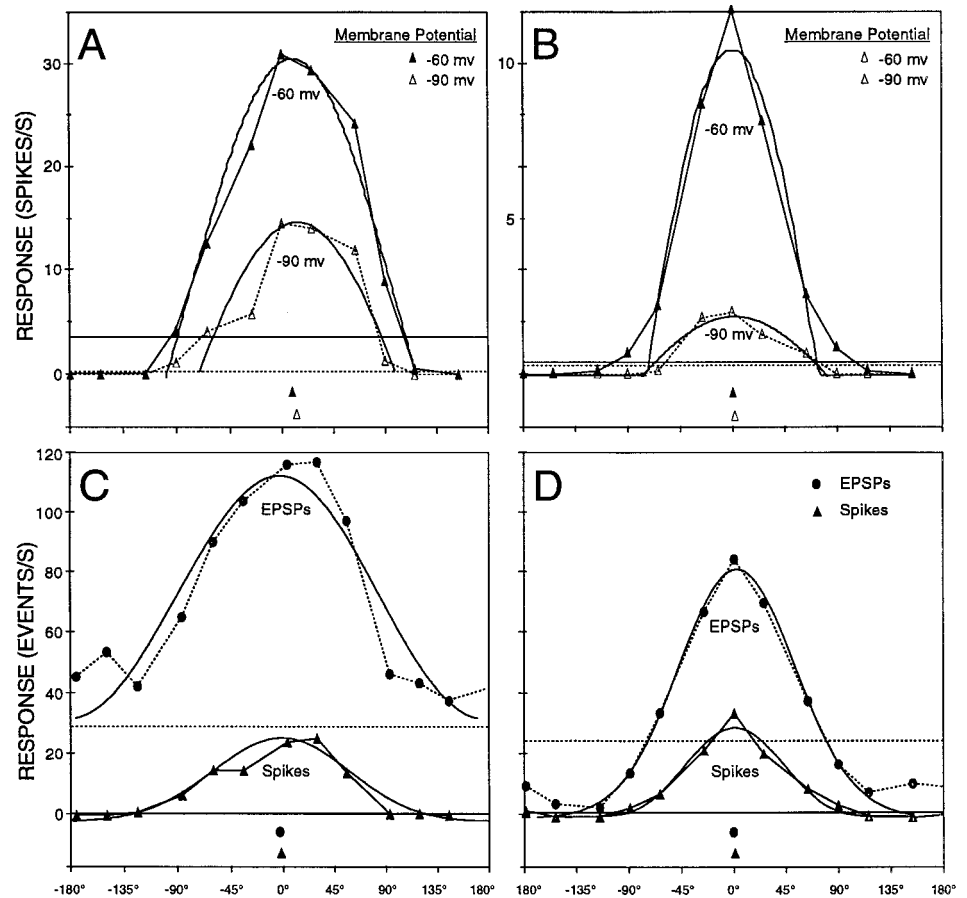 A
Membrane Potential
-60 mv
-90 mv
-60 mv
-90 mv
30
20
10
0
RESPONSE (SPIKES/S)
B
Membrane Potential
-60 mv
-90 mv
-60 mv
-90 mv
10
5
C
EPSPs
Spikes
120
100
80
60
40
20
0
RESPONSE (EVENTS/S)
-180° -135° -90° -45° 0° 45° 90° 135° 180°
D
EPSPs
Spikes
EPSPs
Spikes
-180° -135° -90° -45° 0° 45° 90° 135° 180°